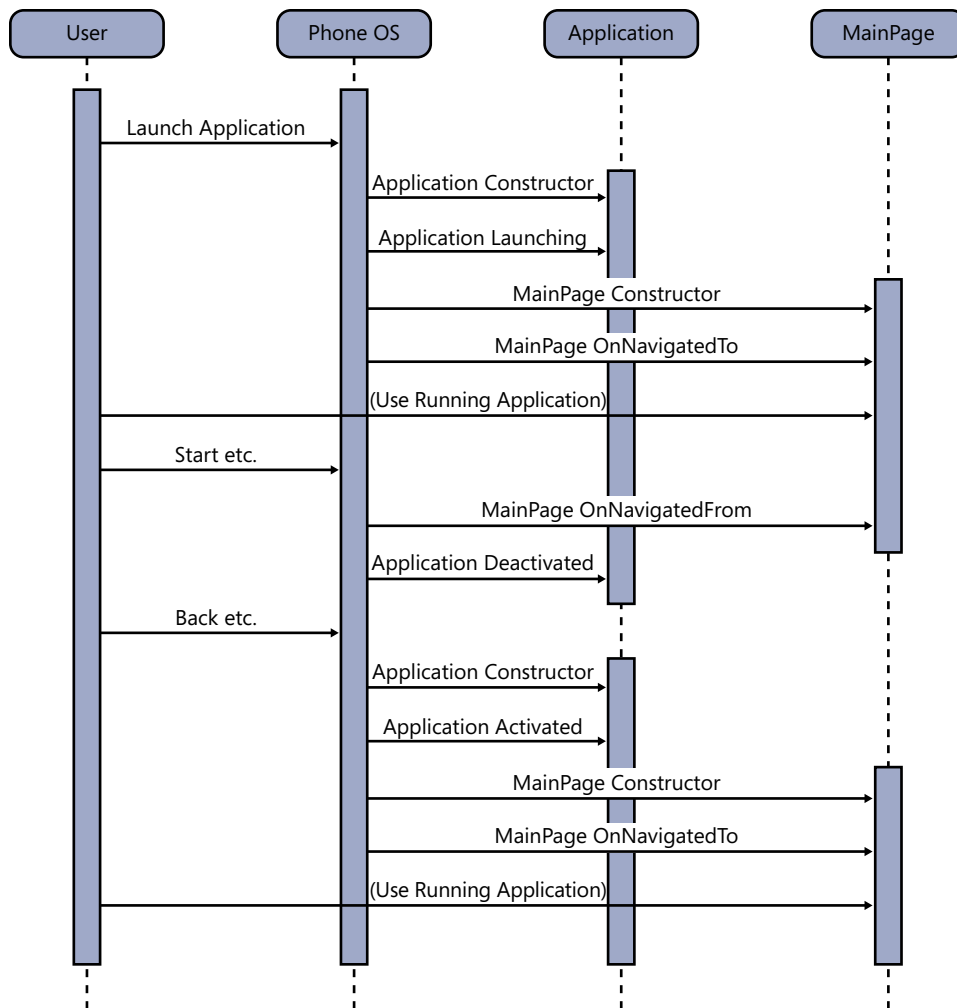 User
Phone OS
Application
MainPage
Launch Application
Application Constructor
Application Launching
MainPage Constructor
MainPage OnNavigatedTo
(Use Running Application)
Start etc.
MainPage OnNavigatedFrom
Application Deactivated
Back etc.
Application Constructor
Application Activated
MainPage Constructor
MainPage OnNavigatedTo
(Use Running Application)